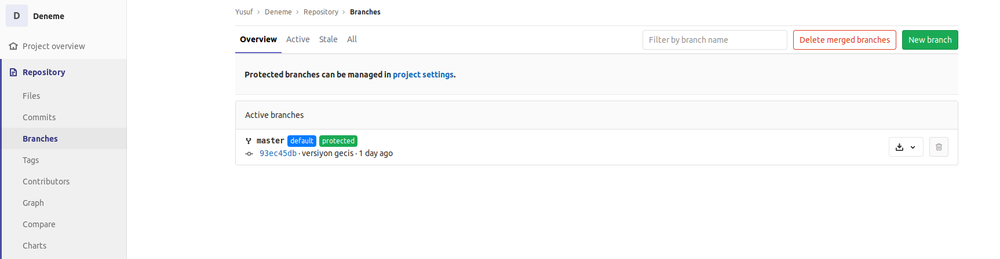 D Deneme
Project overview
Repository
Files
Commits
Branches
Tags
Contributors
Graph
Compare
Charts
Yusuf › Deneme › Repository › Branches
Overview Active Stale All Filter by branch name Delete merged branches New branch
Protected branches can be managed in project settings.
Active branches
master default protected
93ec45db · versiyon gecis · 1 day ago